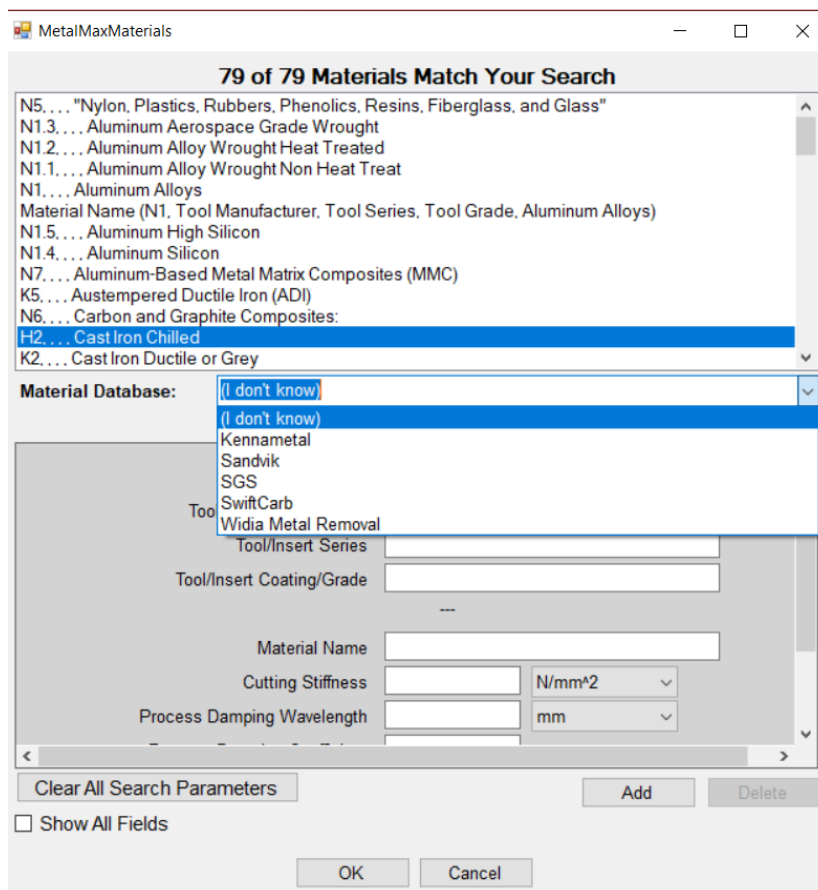 MetalMaxMaterials
79 of 79 Materials Match Your Search
N5, , , , "Nylon, Plastics, Rubbers, Phenolics, Resins, Fiberglass, and Glass"
N1.3, , , , Aluminum Aerospace Grade Wrought
N1.2, , , , Aluminum Alloy Wrought Heat Treated
N1.1, , , , Aluminum Alloy Wrought Non Heat Treat
N1, , , , Aluminum Alloys
Material Name (N1, Tool Manufacturer, Tool Series, Tool Grade, Aluminum Alloys)
N1.5, , , , Aluminum High Silicon
N1.4, , , , Aluminum Silicon
N7, , , , Aluminum-Based Metal Matrix Composites (MMC)
K5, , , , Austempered Ductile Iron (ADI)
N6, , , , Carbon and Graphite Composites:
H2, , , , Cast Iron Chilled
K2, , , , Cast Iron Ductile or Grey
Material Database: (I don't know)
(I don't know)
Kennametal
Sandvik
SGS
SwiftCarb
Widia Metal Removal
Tool/Insert Series
Tool/Insert Coating/Grade
---
Material Name
Cutting Stiffness N/mm^2
Process Damping Wavelength mm
Clear All Search Parameters Add Delete
Show All Fields
OK Cancel